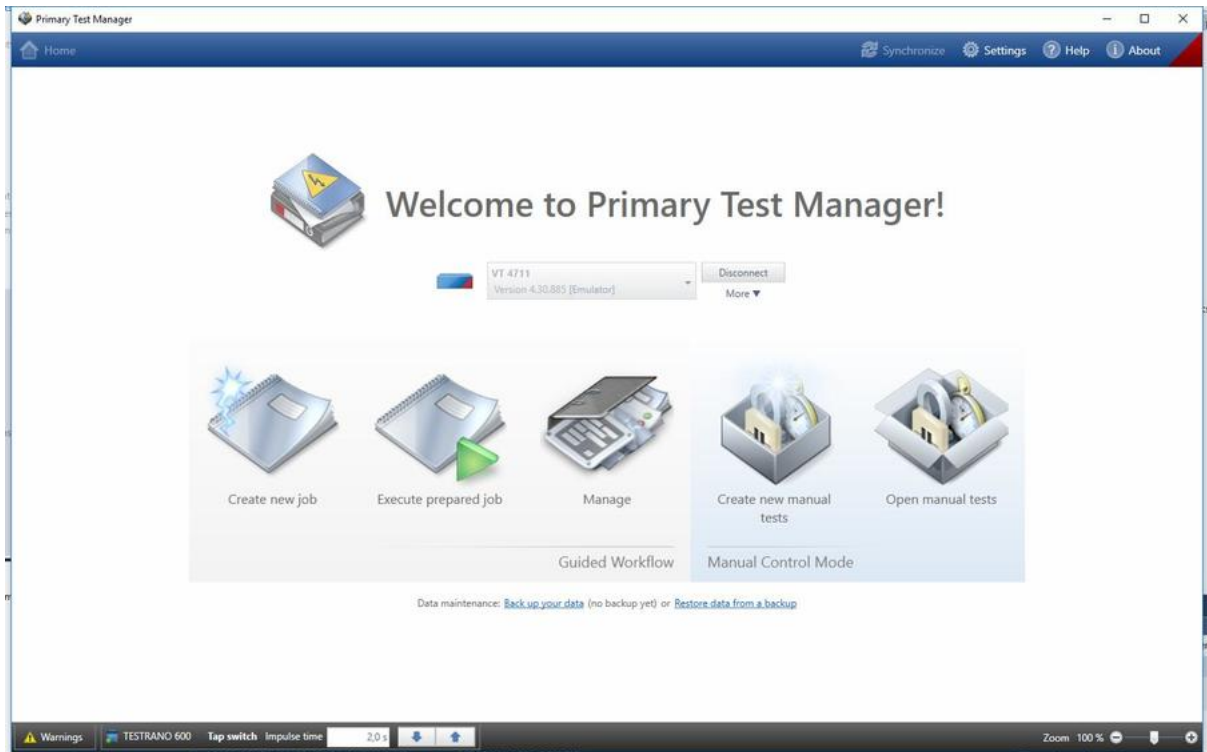 Primary Test Manager
Home
Synchronize
Settings
Help
About
Welcome to Primary Test Manager!
VT 4711
Version 4.30.885 [Emulator]
Disconnect
More ▼
Create new job
Execute prepared job
Manage
Create new manual
tests
Open manual tests
Guided Workflow
Manual Control Mode
Data maintenance: Back up your data (no backup yet) or Restore data from a backup
Warnings
TESTRANO 600
Tap switch Impulse time 2,0 s
Zoom 100 %